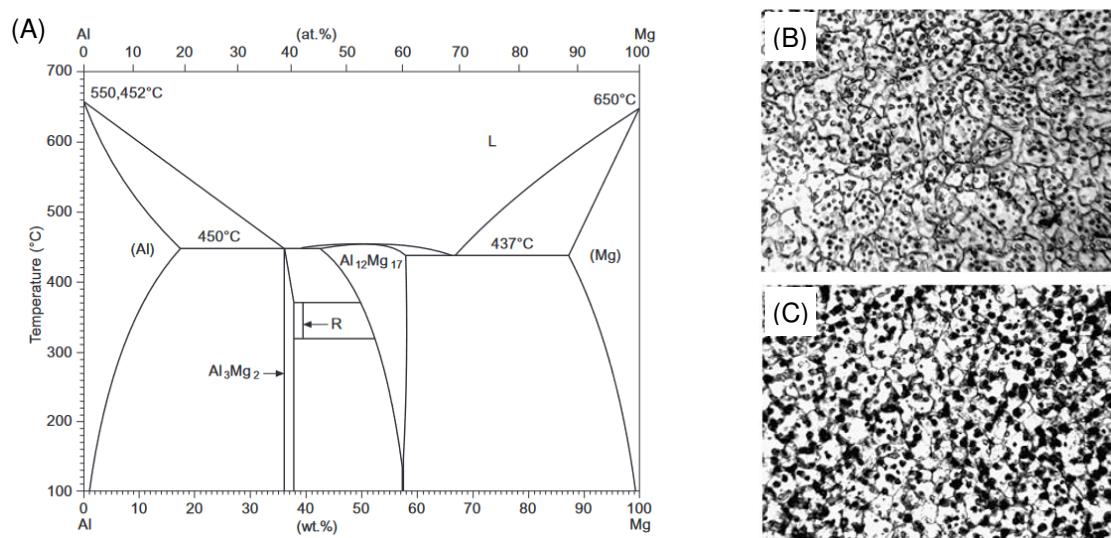 (A)
Al (at.%) Mg
0 10 20 30 40 50 60 70 80 90 100
700
600
500
400
300
200
100
Temperature (°C)
550,452°C
650°C
L
450°C
437°C
(Al)
(Mg)
Al12Mg17
R
Al3Mg2
0 10 20 30 40 50 60 70 80 90 100
Al (wt.%) Mg
(B)
(C)